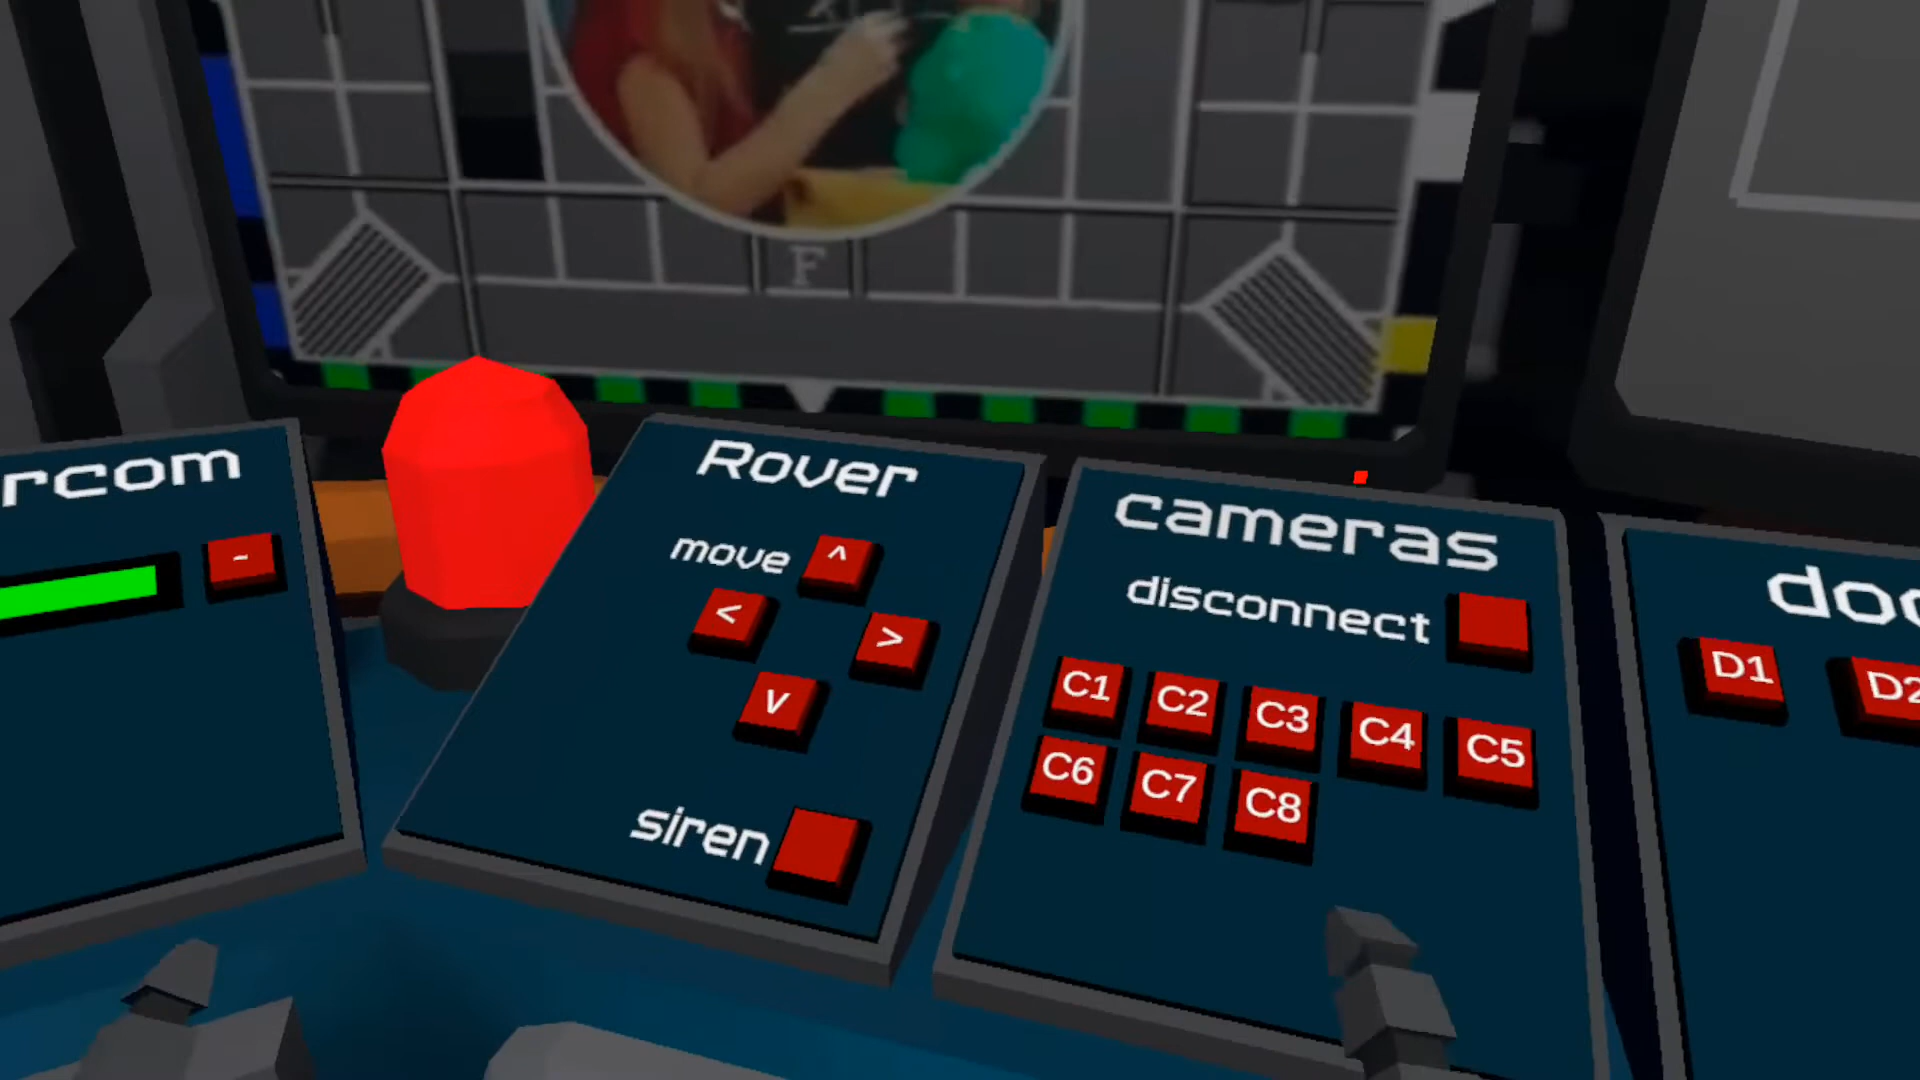 F
rcom
-
Rover
move ^
< >
v
siren
cameras
disconnect
C1 C2 C3 C4 C5
C6 C7 C8
doo
D1 D2